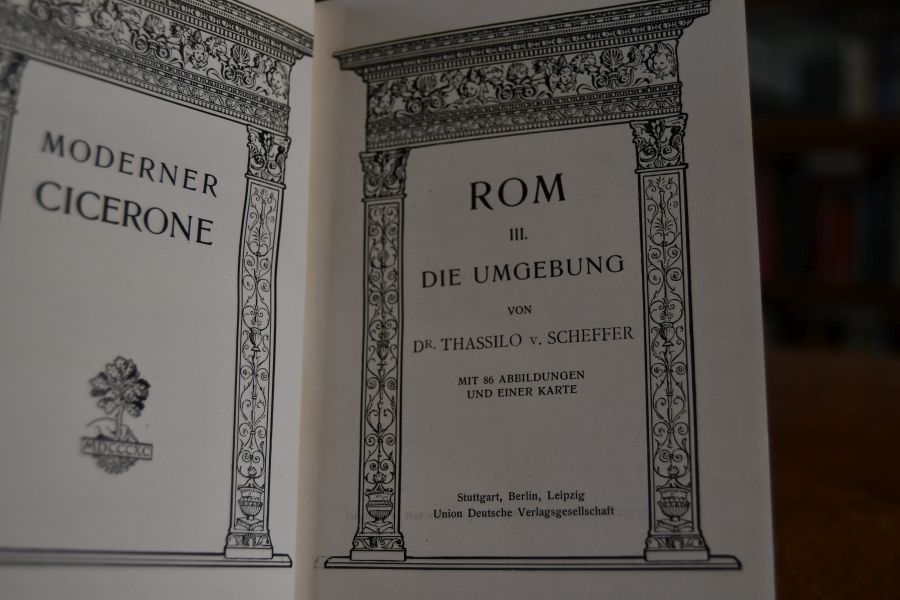 MODERNER
CICERONE
MDCCCXC
ROM
III.
DIE UMGEBUNG
VON
DR. THASSILO v. SCHEFFER
MIT 86 ABBILDUNGEN
UND EINER KARTE
Stuttgart, Berlin, Leipzig
Union Deutsche Verlagsgesellschaft